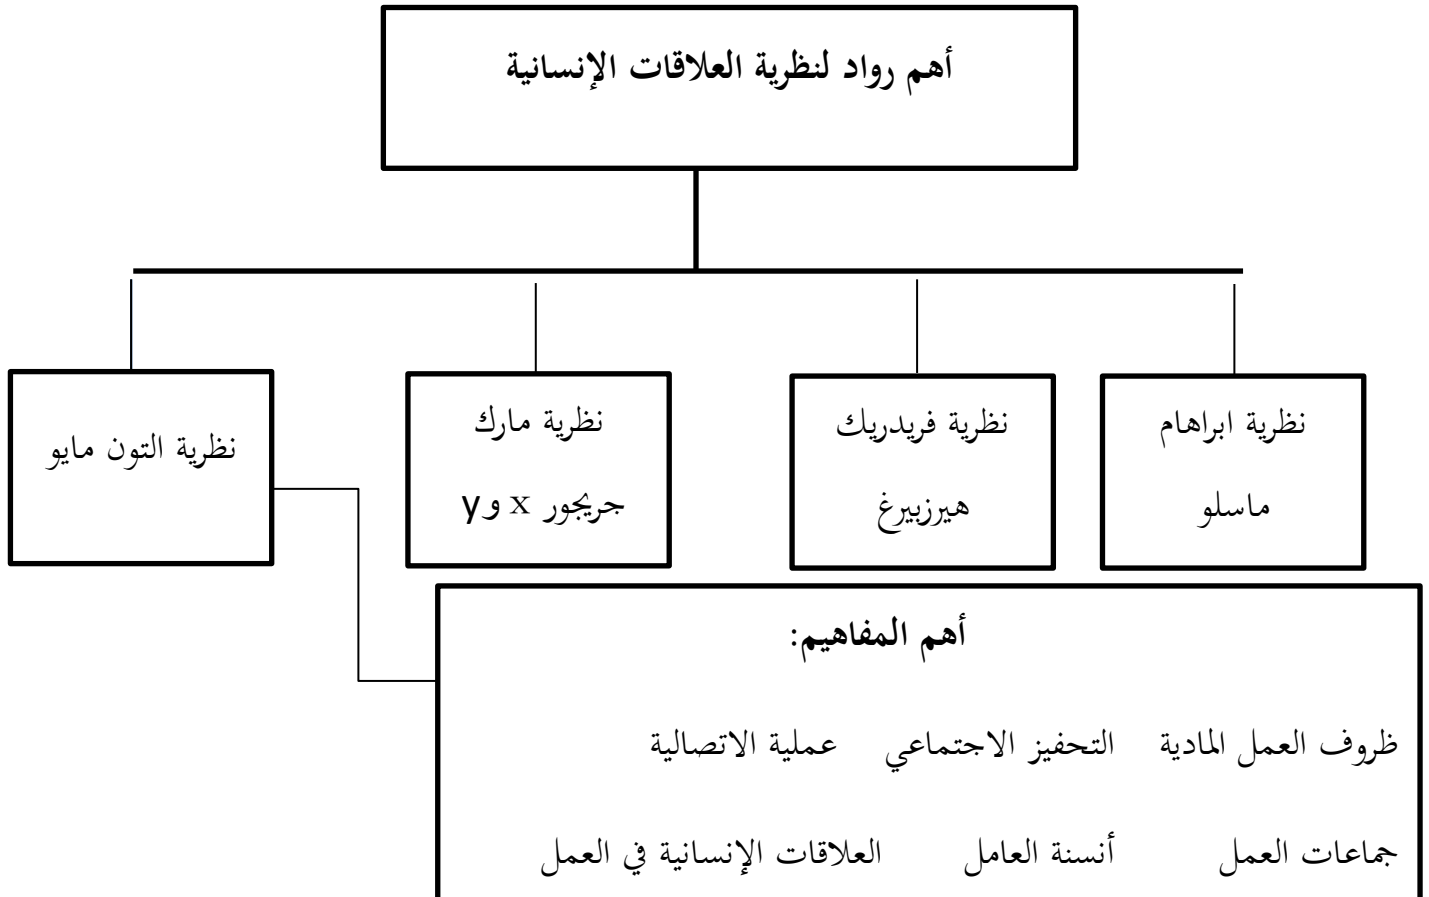 أهم رواد لنظرية العلاقات الإنسانية
نظرية ابراهام
ماسلو
نظرية فريدريك
هيرزبيرغ
نظرية مارك
جريجور x وy
نظرية التون مايو
أهم المفاهيم:
ظروف العمل المادية التحفيز الاجتماعي عملية الاتصالية
جماعات العمل أنسنة العامل العلاقات الإنسانية في العمل